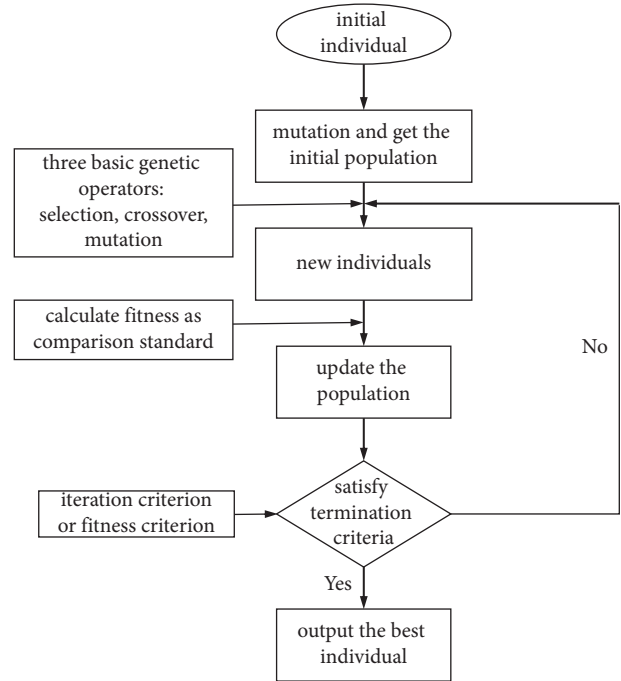 initial
individual
mutation and get the
initial population
three basic genetic
operators:
selection, crossover,
mutation
new individuals
calculate fitness as
comparison standard
No
update the
population
satisfy
termination
criteria
iteration criterion
or fitness criterion
Yes
output the best
individual